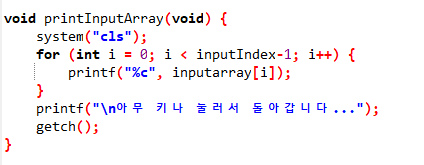 void printInputArray(void) {
system("cls");
for (int i = 0; i < inputIndex-1; i++) {
printf("%c", inputarray[i]);
}
printf("\n아무 키나 눌러서 돌아갑니다...");
getch();
}